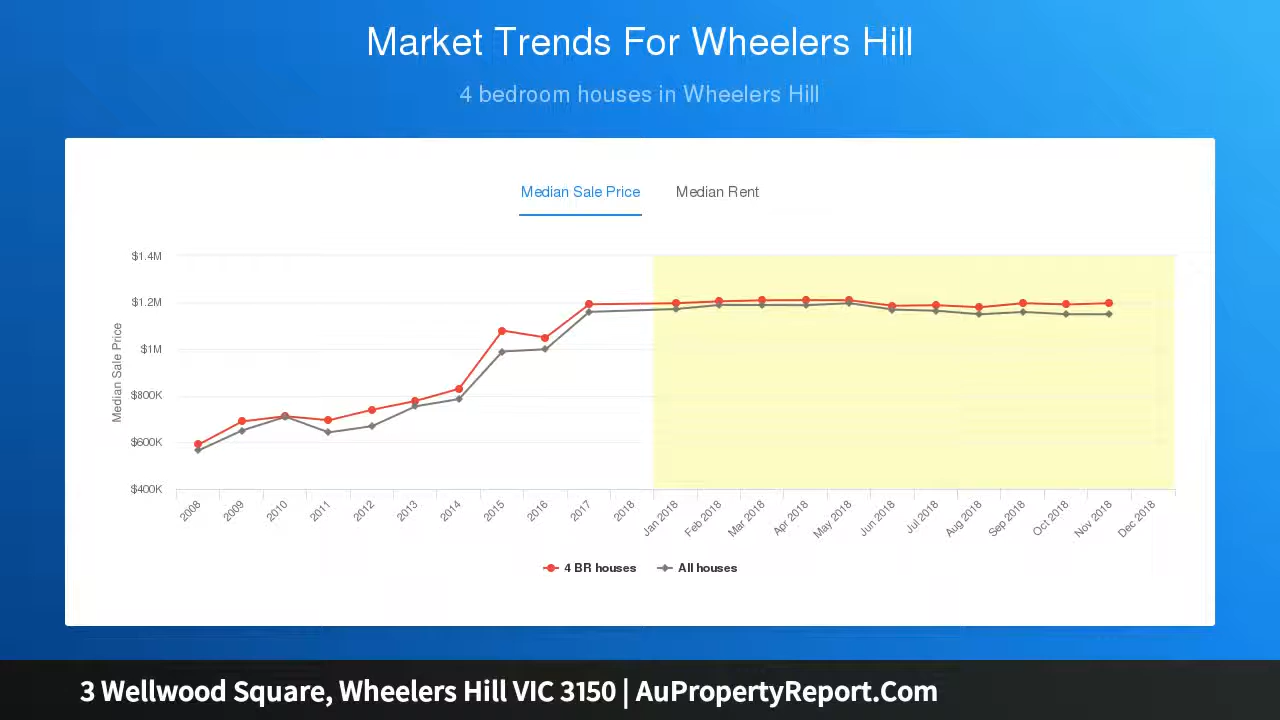 Market Trends For Wheelers Hill
4 bedroom houses in Wheelers Hill
Median Sale Price Median Rent
$1.4M
$1.2M
$1M
$800K
$600K
$400K
Median Sale Price
2008 2009 2010 2011 2012 2013 2014 2015 2016 2017 2018 Jan 2018 Feb 2018 Mar 2018 Apr 2018 May 2018 Jun 2018 Jul 2018 Aug 2018 Sep 2018 Oct 2018 Nov 2018 Dec 2018
4 BR houses All houses
3 Wellwood Square, Wheelers Hill VIC 3150 | AuPropertyReport.Com